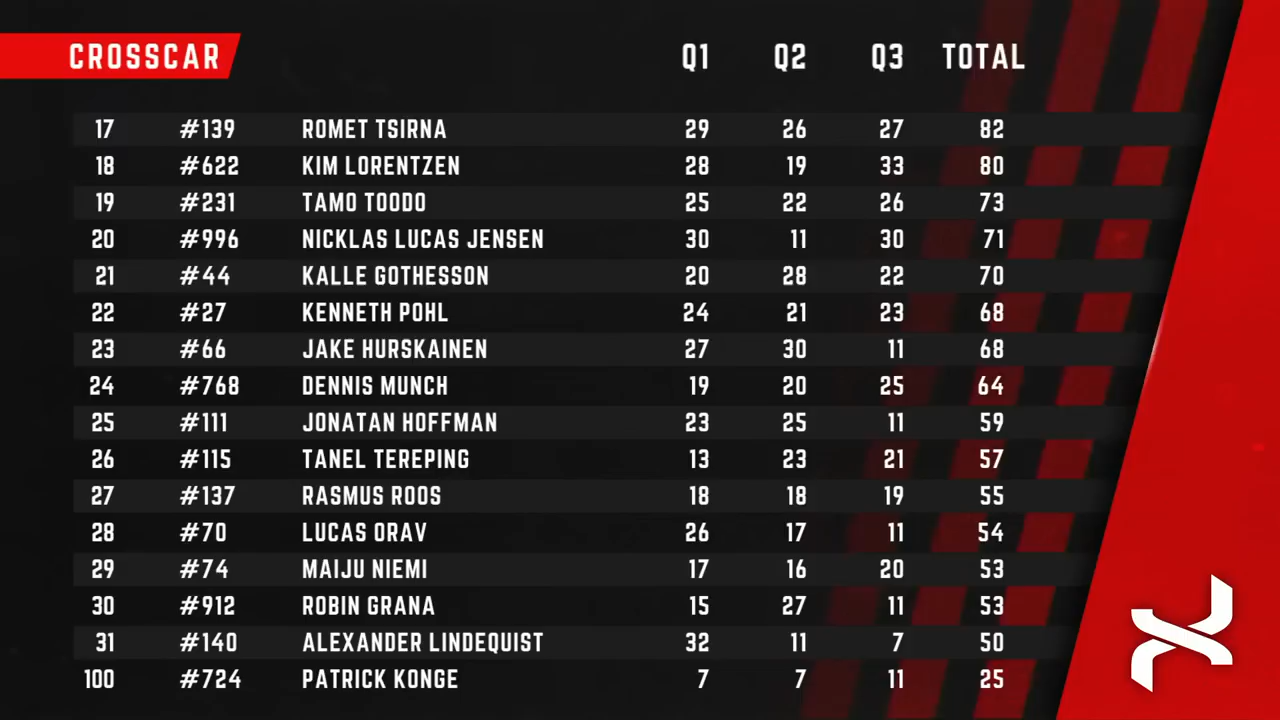 CROSSCAR Q1 Q2 Q3 TOTAL
17 #139 ROMET TSIRNA 29 26 27 82
18 #622 KIM LORENTZEN 28 19 33 80
19 #231 TAMO TOODO 25 22 26 73
20 #996 NICKLAS LUCAS JENSEN 30 11 30 71
21 #44 KALLE GOTHESSON 20 28 22 70
22 #27 KENNETH POHL 24 21 23 68
23 #66 JAKE HURSKAINEN 27 30 11 68
24 #768 DENNIS MUNCH 19 20 25 64
25 #111 JONATAN HOFFMAN 23 25 11 59
26 #115 TANEL TEREPING 13 23 21 57
27 #137 RASMUS ROOS 18 18 19 55
28 #70 LUCAS ORAV 26 17 11 54
29 #74 MAIJU NIEMI 17 16 20 53
30 #912 ROBIN GRANA 15 27 11 53
31 #140 ALEXANDER LINDEQUIST 32 11 7 50
100 #724 PATRICK KONGE 7 7 11 25